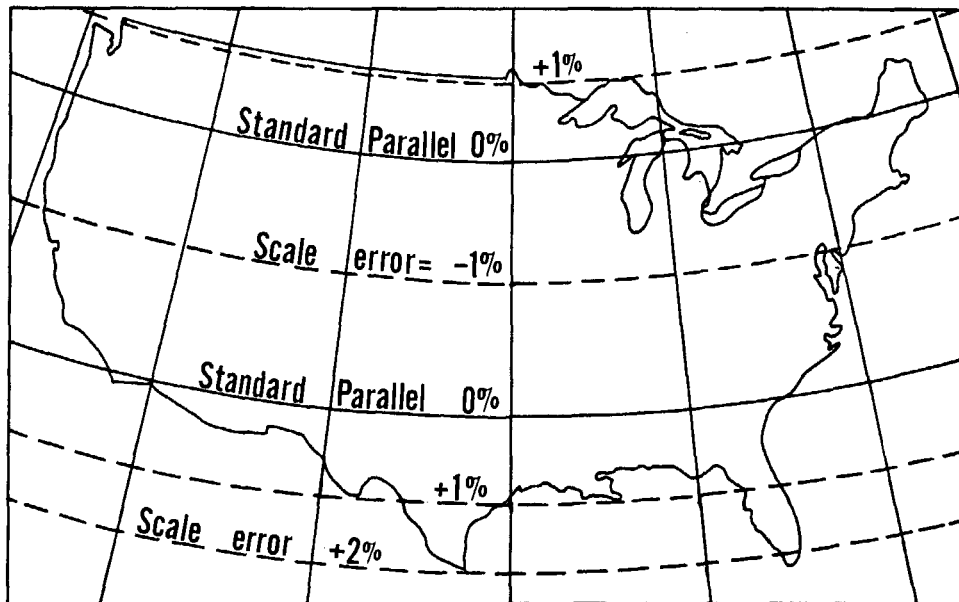 +1%
Standard Parallel 0%
Scale error= -1%
Standard Parallel 0%
+1%
Scale error +2%